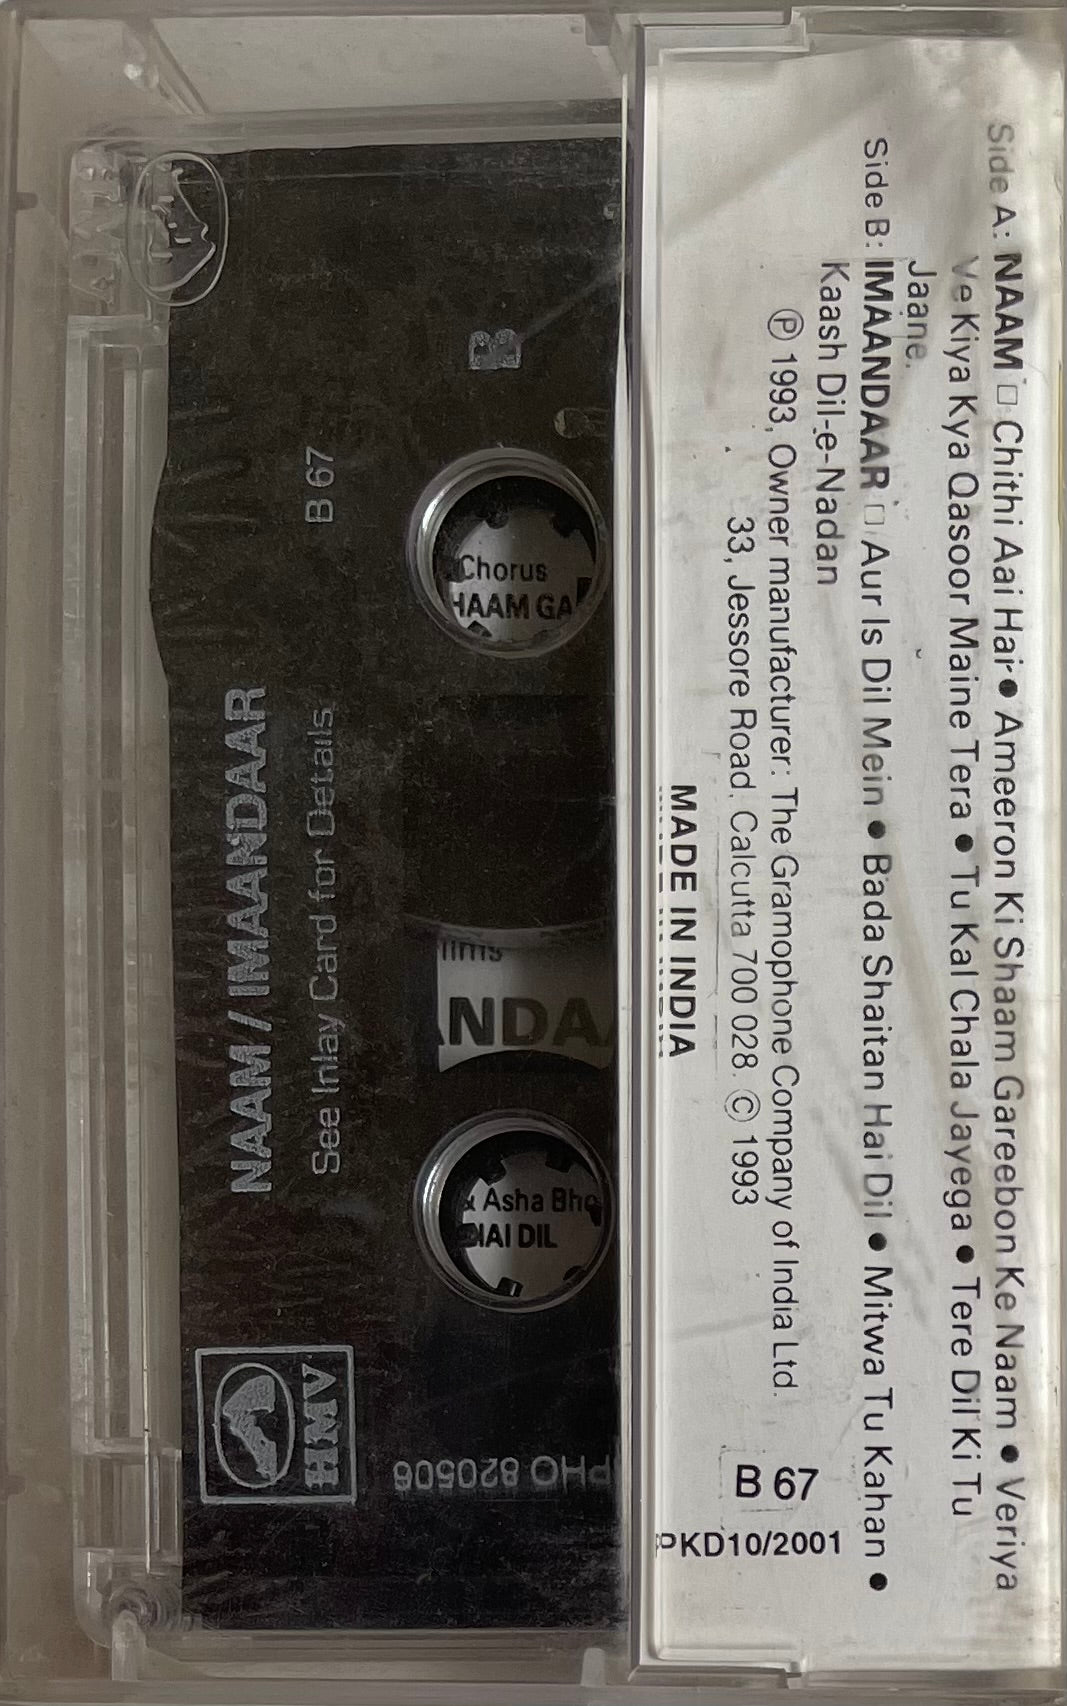 Side A: NAAM □ Chithi Aai Hai ● Ameeron Ki Shaam Gareebon Ke Naam ● Veriya
Ve Kiya Kya Qasoor Maine Tera ● Tu Kal Chala Jayega ● Tere Dil Ki Tu
Jaane.
Side B: IMAANDAAR □ Aur Is Dil Mein ● Bada Shaitan Hai Dil ● Mitwa Tu Kahan ●
Kaash Dil-e-Nadan
Ⓟ 1993, Owner manufacturer: The Gramophone Company of India Ltd.
33, Jessore Road, Calcutta 700 028. © 1993
MADE IN INDIA
B 67
PKD10/2001
B
B 67
See Inlay Card for Details
NAAM / IMAANDAAR
HMV
PHO 820506
Chorus
HAAM GA
NDA
& Asha Bho
HAI DIL
HMV